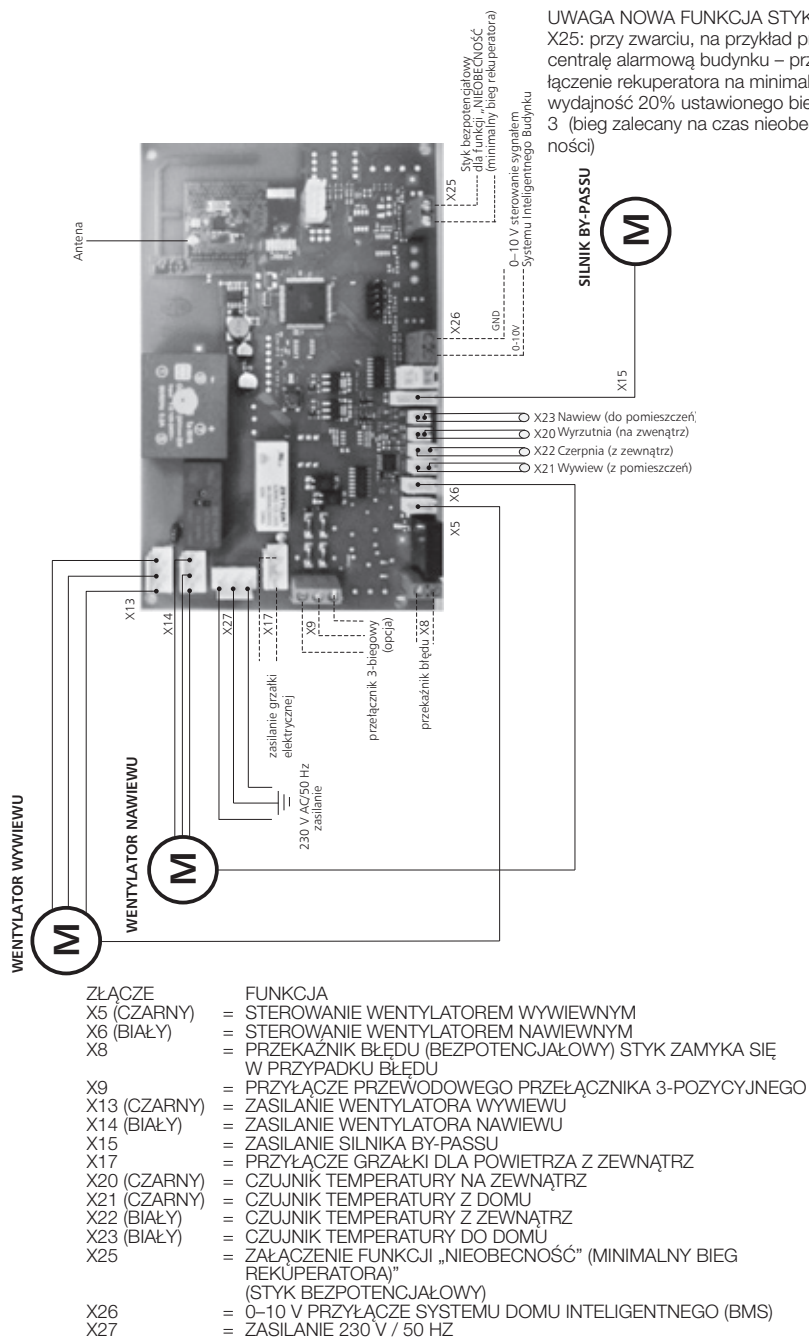 UWAGA NOWA FUNKCJA STYK
X25: przy zwarciu, na przykład p
centralę alarmową budynku – prz
łączenie rekuperatora na minimal
wydajność 20% ustawionego bie
3 (bieg zalecany na czas nieobe
ności)
Antena
Styk bezpotencjałowy
dla funkcji „NIEOBECNOŚĆ
(minimalny bieg rekuperatora)
X25
0–10 V sterowanie sygnałem
Systemu Inteligentnego Budynku
GND
0-10V
X26
SILNIK BY-PASSU
M
X15
X23 Nawiew (do pomieszczeń)
X20 Wyrzutnia (na zwenątrz)
X22 Czerpnia (z zewnątrz)
X21 Wywiew (z pomieszczeń)
X6
X5
X13
X14
X27
X17
X9
zasilanie grzałki
elektrycznej
przełącznik 3-biegowy
(opcja)
przekaźnik błędu X8
230 V AC/50 Hz
zasilanie
WENTYLATOR NAWIEWU
M
WENTYLATOR WYWIEWU
M
ZŁĄCZE FUNKCJA
X5 (CZARNY) = STEROWANIE WENTYLATOREM WYWIEWNYM
X6 (BIAŁY) = STEROWANIE WENTYLATOREM NAWIEWNYM
X8 = PRZEKAŹNIK BŁĘDU (BEZPOTENCJAŁOWY) STYK ZAMYKA SIĘ
W PRZYPADKU BŁĘDU
X9 = PRZYŁĄCZE PRZEWODOWEGO PRZEŁĄCZNIKA 3-POZYCYJNEGO
X13 (CZARNY) = ZASILANIE WENTYLATORA WYWIEWU
X14 (BIAŁY) = ZASILANIE WENTYLATORA NAWIEWU
X15 = ZASILANIE SILNIKA BY-PASSU
X17 = PRZYŁĄCZE GRZAŁKI DLA POWIETRZA Z ZEWNĄTRZ
X20 (CZARNY) = CZUJNIK TEMPERATURY NA ZEWNĄTRZ
X21 (CZARNY) = CZUJNIK TEMPERATURY Z DOMU
X22 (BIAŁY) = CZUJNIK TEMPERATURY Z ZEWNĄTRZ
X23 (BIAŁY) = CZUJNIK TEMPERATURY DO DOMU
X25 = ZAŁĄCZENIE FUNKCJI „NIEOBECNOŚĆ” (MINIMALNY BIEG
REKUPERATORA)”
(STYK BEZPOTENCJAŁOWY)
X26 = 0–10 V PRZYŁĄCZE SYSTEMU DOMU INTELIGENTNEGO (BMS)
X27 = ZASILANIE 230 V / 50 HZ